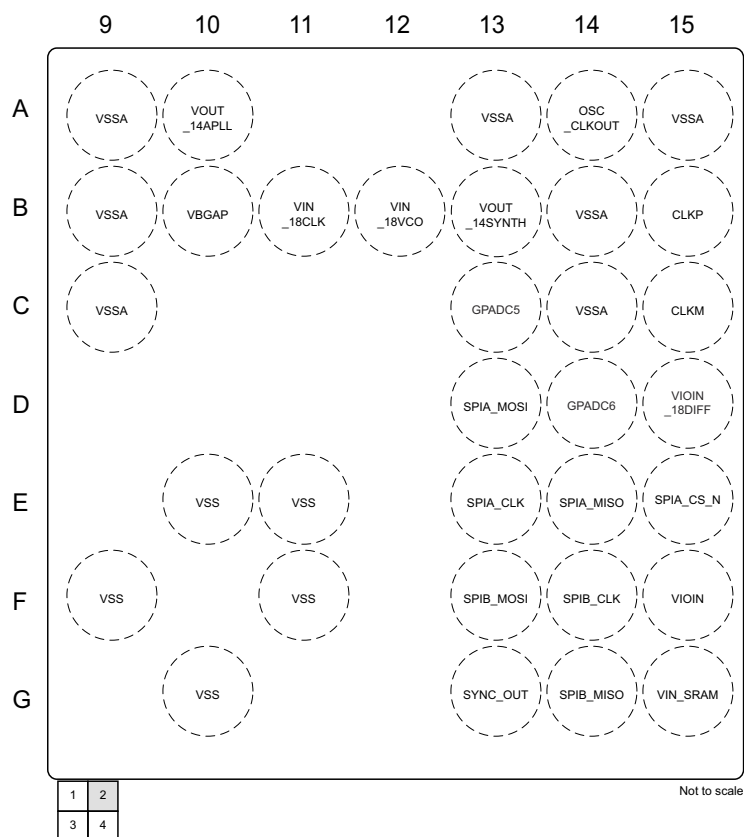 9 10 11 12 13 14 15
A
VSSA
VOUT
_14APLL
VSSA
OSC
_CLKOUT
VSSA
B
VSSA
VBGAP
VIN
_18CLK
VIN
_18VCO
VOUT
_14SYNTH
VSSA
CLKP
C
VSSA
GPADC5
VSSA
CLKM
D
SPIA_MOSI
GPADC6
VIOIN
_18DIFF
E
VSS
VSS
SPIA_CLK
SPIA_MISO
SPIA_CS_N
F
VSS
VSS
SPIB_MOSI
SPIB_CLK
VIOIN
G
VSS
SYNC_OUT
SPIB_MISO
VIN_SRAM
1 2
3 4
Not to scale